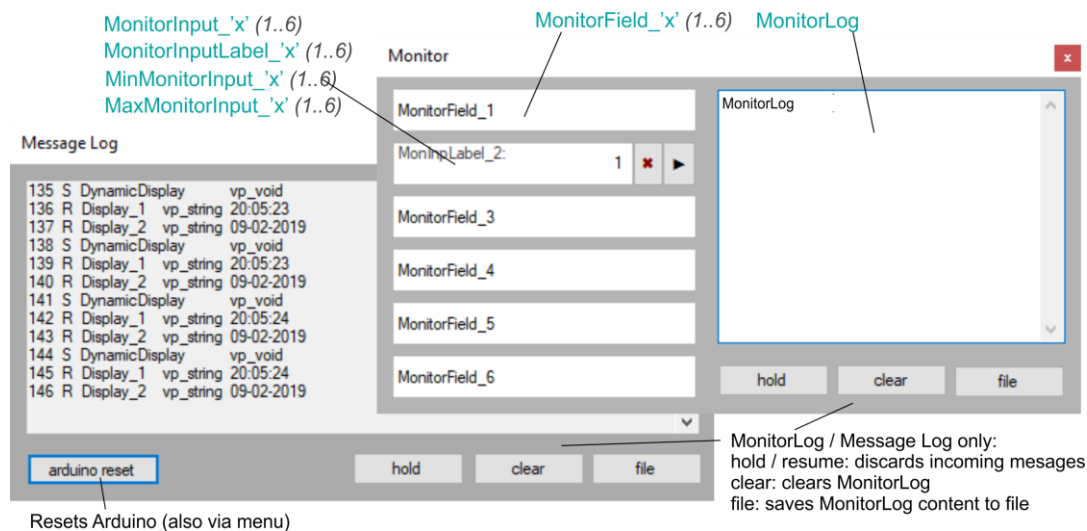 MonitorInput_’x’ (1..6)
MonitorInputLabel_’x’ (1..6)
MinMonitorInput_’x’ (1..6)
MaxMonitorInput_’x’ (1..6)
MonitorField_’x’ (1..6)
MonitorLog
Monitor
x
MonitorField_1
MonInpLabel_2:
1
MonitorField_3
MonitorField_4
MonitorField_5
MonitorField_6
MonitorLog
hold
clear
file
Message Log
135 S DynamicDisplay vp_void
136 R Display_1 vp_string 20:05:23
137 R Display_2 vp_string 09-02-2019
138 S DynamicDisplay vp_void
139 R Display_1 vp_string 20:05:23
140 R Display_2 vp_string 09-02-2019
141 S DynamicDisplay vp_void
142 R Display_1 vp_string 20:05:24
143 R Display_2 vp_string 09-02-2019
144 S DynamicDisplay vp_void
145 R Display_1 vp_string 20:05:24
146 R Display_2 vp_string 09-02-2019
arduino reset
hold
clear
file
MonitorLog / Message Log only:
hold / resume: discards incoming mesages
clear: clears MonitorLog
file: saves MonitorLog content to file
Resets Arduino (also via menu)